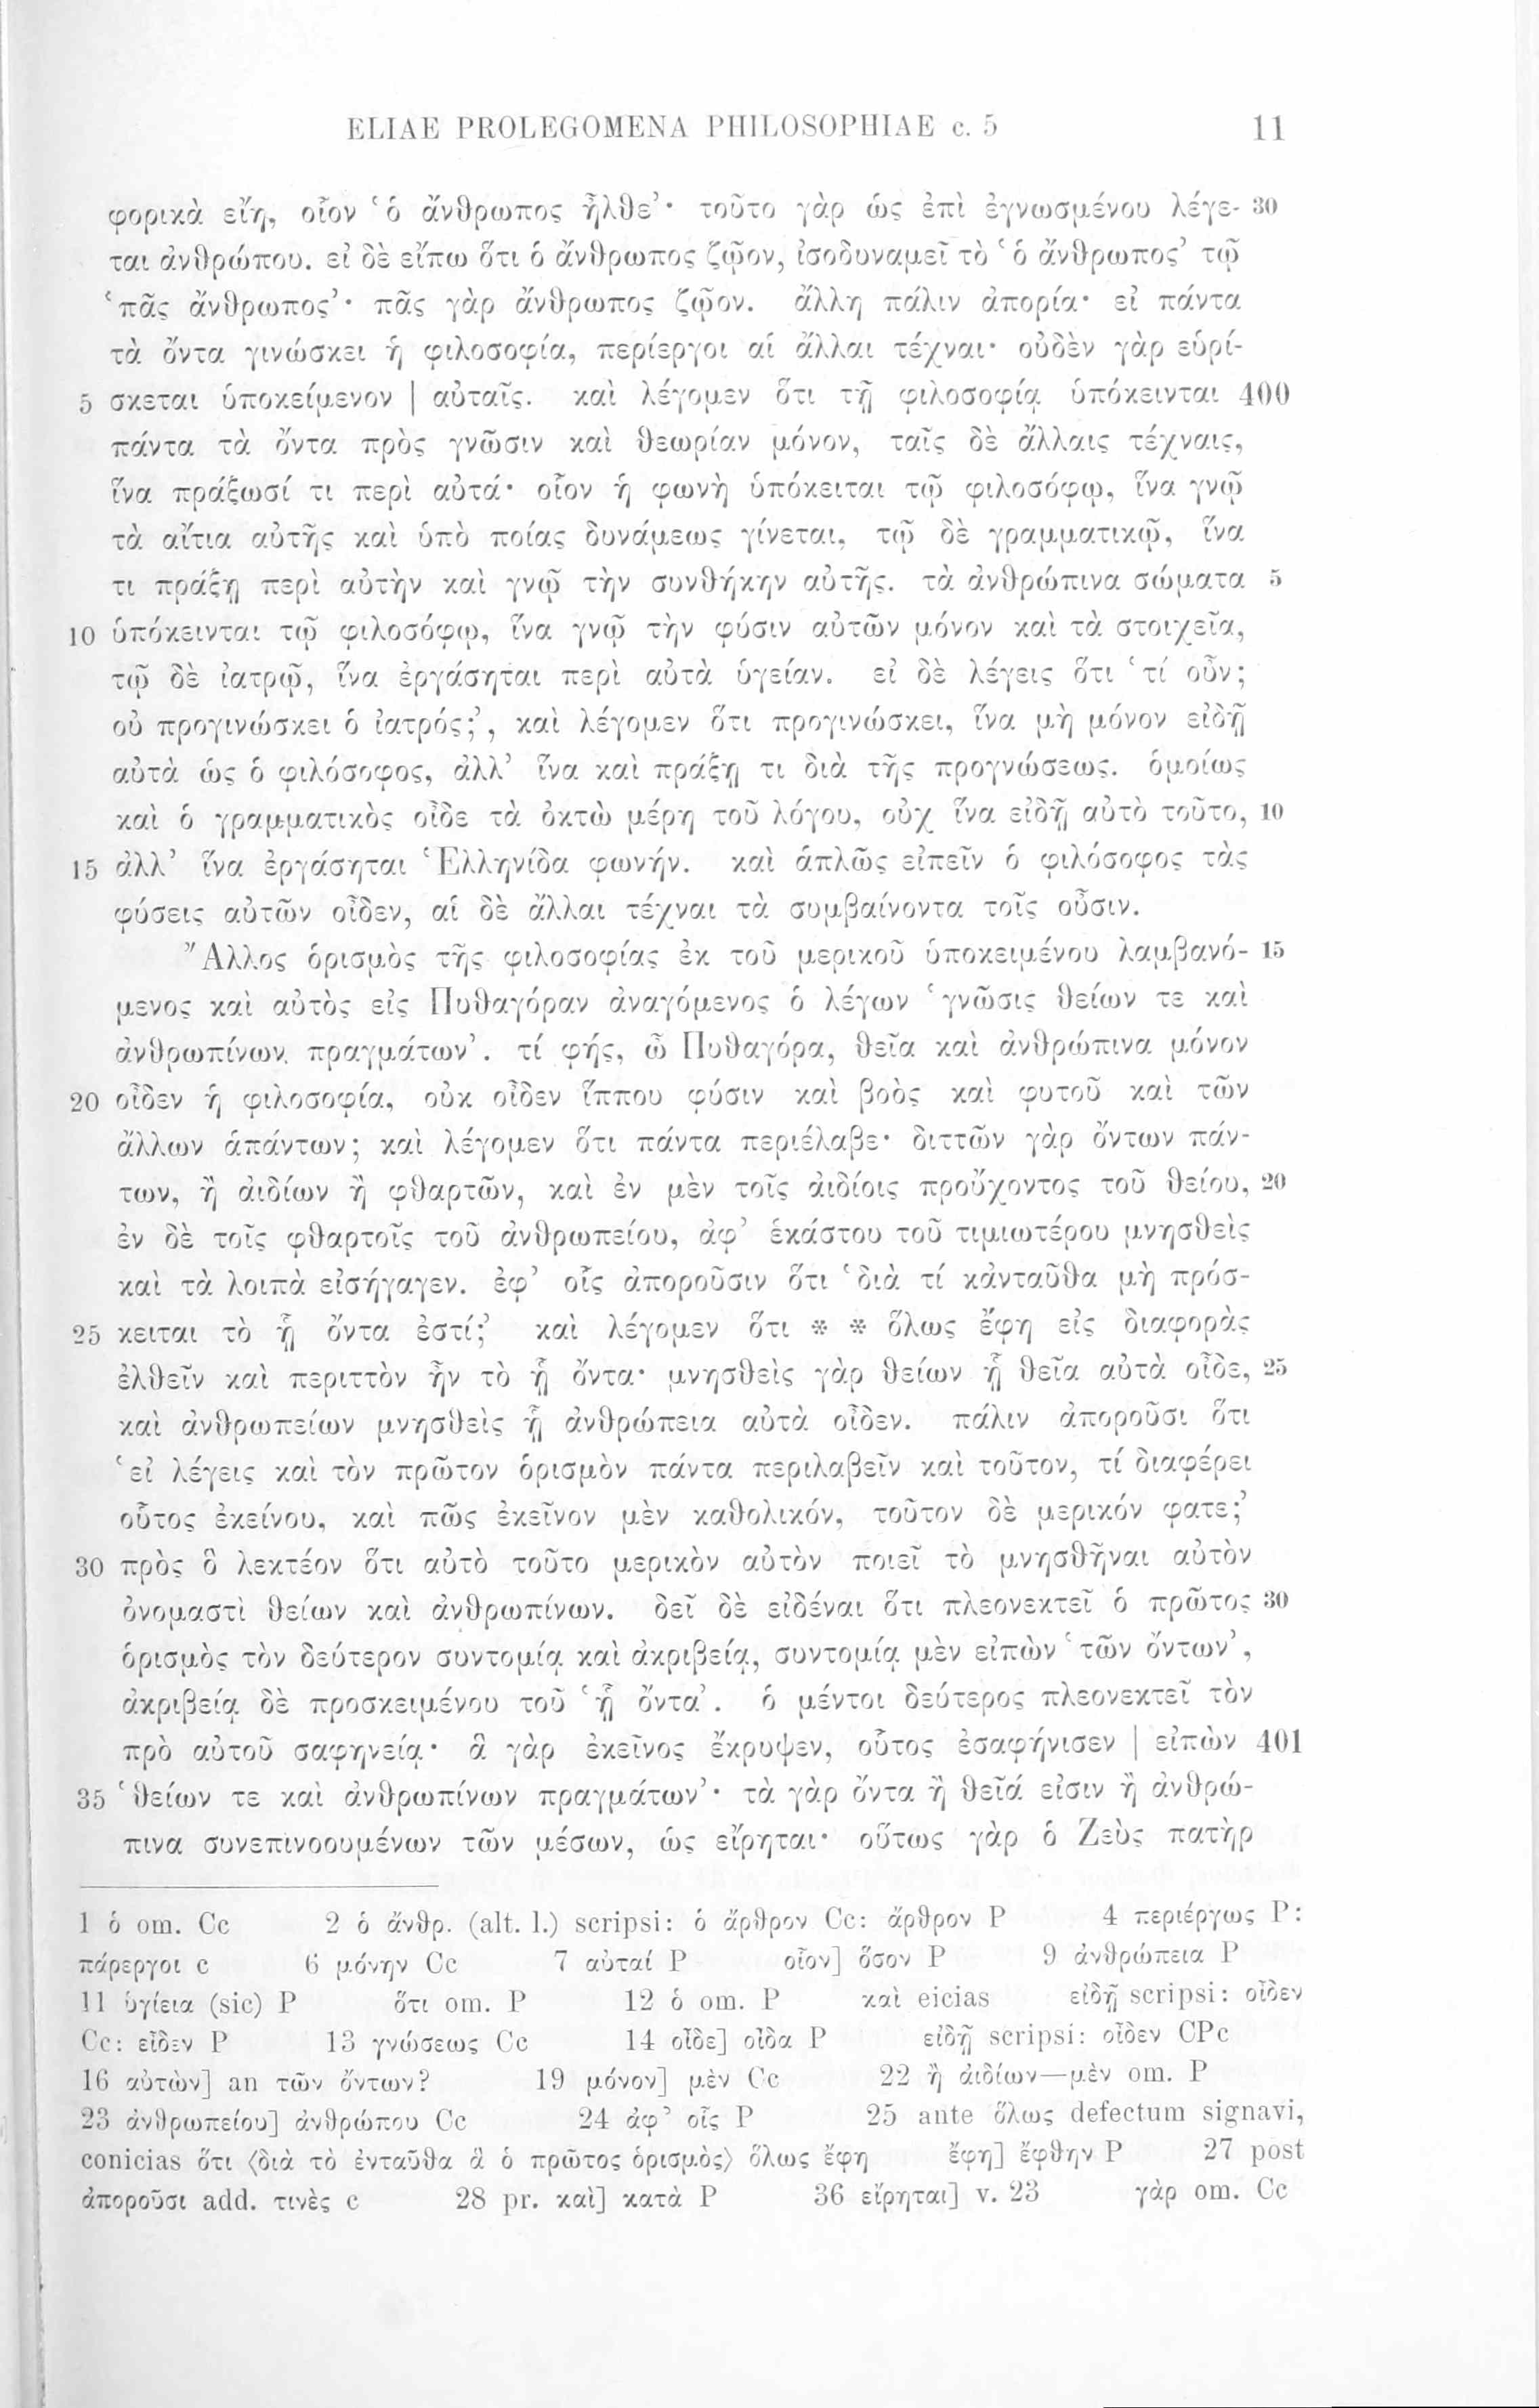 ELIAE PROLEGOMENA PHILOSOPHIAE c. 5 11
φορικὰ εἴη, οἷον ‘ὁ ἄνθρωπος ἦλθε’· τοῦτο γὰρ ὡς ἐπὶ ἐγνωσμένου λέγε- 30
ται ἀνθρώπου. εἰ δὲ εἴπω ὅτι ὁ ἄνθρωπος ζῷον, ἰσοδυναμεῖ τὸ ‘ὁ ἄνθρωπος’ τῷ
‘πᾶς ἄνθρωπος’· πᾶς γὰρ ἄνθρωπος ζῷον. ἄλλη πάλιν ἀπορία· εἰ πάντα
τὰ ὄντα γινώσκει ἡ φιλοσοφία, περίεργοι αἱ ἄλλαι τέχναι· οὐδὲν γὰρ εὑρί-
5 σκεται ὑποκείμενον | αὐταῖς. καὶ λέγομεν ὅτι τῇ φιλοσοφίᾳ ὑπόκεινται 400
πάντα τὰ ὄντα πρὸς γνῶσιν καὶ θεωρίαν μόνον, ταῖς δὲ ἄλλαις τέχναις,
ἵνα πράξωσί τι περὶ αὐτά· οἷον ἡ φωνὴ ὑπόκειται τῷ φιλοσόφῳ, ἵνα γνῷ
τὰ αἴτια αὐτῆς καὶ ὑπὸ ποίας δυνάμεως γίνεται, τῷ δὲ γραμματικῷ, ἵνα
τι πράξῃ περὶ αὐτὴν καὶ γνῷ τὴν συνθήκην αὐτῆς. τὰ ἀνθρώπινα σώματα 5
10 ὑπόκεινται τῷ φιλοσόφῳ, ἵνα γνῷ τὴν φύσιν αὐτῶν μόνον καὶ τὰ στοιχεῖα,
τῷ δὲ ἰατρῷ, ἵνα ἐργάσηται περὶ αὐτὰ ὑγείαν. εἰ δὲ λέγεις ὅτι ‘τί οὖν;
οὐ προγινώσκει ὁ ἰατρός;’, καὶ λέγομεν ὅτι προγινώσκει, ἵνα μὴ μόνον εἰδῇ
αὐτὰ ὡς ὁ φιλόσοφος, ἀλλ’ ἵνα καὶ πράξῃ τι διὰ τῆς προγνώσεως. ὁμοίως
καὶ ὁ γραμματικὸς οἶδε τὰ ὀκτὼ μέρη τοῦ λόγου, οὐχ ἵνα εἰδῇ αὐτὸ τοῦτο, 10
15 ἀλλ’ ἵνα ἐργάσηται Ἑλληνίδα φωνήν. καὶ ἁπλῶς εἰπεῖν ὁ φιλόσοφος τὰς
φύσεις αὐτῶν οἶδεν, αἱ δὲ ἄλλαι τέχναι τὰ συμβαίνοντα τοῖς οὖσιν.
Ἄλλος ὁρισμὸς τῆς φιλοσοφίας ἐκ τοῦ μερικοῦ ὑποκειμένου λαμβανό- 15
μενος καὶ αὐτὸς εἰς Πυθαγόραν ἀναγόμενος ὁ λέγων ‘γνῶσις θείων τε καὶ
ἀνθρωπίνων πραγμάτων’. τί φής, ὦ Πυθαγόρα, θεῖα καὶ ἀνθρώπινα μόνον
20 οἶδεν ἡ φιλοσοφία, οὐκ οἶδεν ἵππου φύσιν καὶ βοὸς καὶ φυτοῦ καὶ τῶν
ἄλλων ἁπάντων; καὶ λέγομεν ὅτι πάντα περιέλαβε· διττῶν γὰρ ὄντων πάν-
των, ἢ ἀιδίων ἢ φθαρτῶν, καὶ ἐν μὲν τοῖς ἀιδίοις προὔχοντος τοῦ θείου, 20
ἐν δὲ τοῖς φθαρτοῖς τοῦ ἀνθρωπείου, ἀφ’ ἑκάστου τοῦ τιμιωτέρου μνησθεὶς
καὶ τὰ λοιπὰ εἰσήγαγεν. ἐφ’ οἷς ἀποροῦσιν ὅτι ‘διὰ τί κἀνταῦθα μὴ πρόσ-
25 κειται τὸ ᾗ ὄντα ἐστί;’ καὶ λέγομεν ὅτι * * ὅλως ἔφη εἰς διαφορὰς
ἐλθεῖν καὶ περιττὸν ἦν τὸ ᾗ ὄντα· μνησθεὶς γὰρ θείων ᾗ θεῖα αὐτὰ οἶδε, 25
καὶ ἀνθρωπείων μνησθεὶς ᾗ ἀνθρώπεια αὐτὰ οἶδεν. πάλιν ἀποροῦσι ὅτι
‘εἰ λέγεις καὶ τὸν πρῶτον ὁρισμὸν πάντα περιλαβεῖν καὶ τοῦτον, τί διαφέρει
οὗτος ἐκείνου, καὶ πῶς ἐκεῖνον μὲν καθολικόν, τοῦτον δὲ μερικόν φατε;’
30 πρὸς ὃ λεκτέον ὅτι αὐτὸ τοῦτο μερικὸν αὐτὸν ποιεῖ τὸ μνησθῆναι αὐτὸν
ὀνομαστὶ θείων καὶ ἀνθρωπίνων. δεῖ δὲ εἰδέναι ὅτι πλεονεκτεῖ ὁ πρῶτος 30
ὁρισμὸς τὸν δεύτερον συντομίᾳ καὶ ἀκριβείᾳ, συντομίᾳ μὲν εἰπὼν ‘τῶν ὄντων’,
ἀκριβείᾳ δὲ προσκειμένου τοῦ ‘ᾗ ὄντα’. ὁ μέντοι δεύτερος πλεονεκτεῖ τὸν
πρὸ αὐτοῦ σαφηνείᾳ· ἃ γὰρ ἐκεῖνος ἔκρυψεν, οὗτος ἐσαφήνισεν | εἰπὼν 401
35 ‘θείων τε καὶ ἀνθρωπίνων πραγμάτων’· τὰ γὰρ ὄντα ἢ θεῖά εἰσιν ἢ ἀνθρώ-
πινα συνεπινοουμένων τῶν μέσων, ὡς εἴρηται· οὕτως γὰρ ὁ Ζεὺς πατὴρ
1 ὁ om. Cc 2 ὁ ἄνθρ. (alt. l.) scripsi: ὁ ἄρθρον Cc: ἄρθρον P 4 περιέργως P:
πάρεργοι c 6 μόνην Cc 7 αὐταί P οἷον] ὅσον P 9 ἀνθρώπεια P
11 ὑγίεια (sic) P ὅτι om. P 12 ὁ om. P καὶ eicias εἰδῇ scripsi: οἶδεν
Cc: εἶδεν P 13 γνώσεως Cc 14 οἶδε] οἶδα P εἰδῇ scripsi: οἶδεν CPc
16 αὐτῶν] an τῶν ὄντων? 19 μόνον] μὲν Cc 22 ἢ ἀιδίων—μὲν om. P
23 ἀνθρωπείου] ἀνθρώπου Cc 24 ἀφ’ οἷς P 25 ante ὅλως defectum signavi,
conicias ὅτι ⟨διὰ τὸ ἐνταῦθα ἃ ὁ πρῶτος ὁρισμὸς⟩ ὅλως ἔφη ἔφη] ἔφθην P 27 post
ἀποροῦσι add. τινὲς c 28 pr. καὶ] κατὰ P 36 εἴρηται] v. 23 γὰρ om. Cc